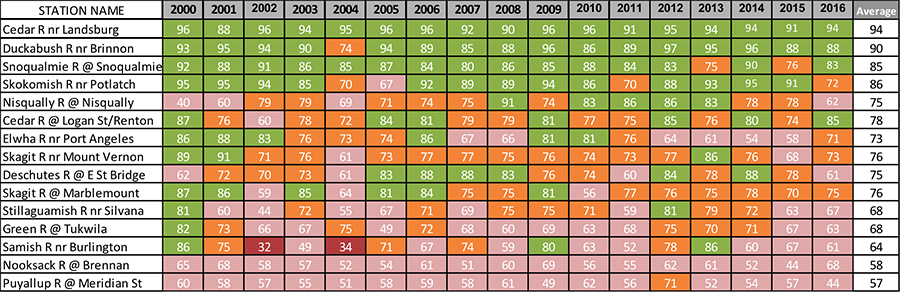 STATION NAME 2000 2001 2002 2003 2004 2005 2006 2007 2008 2009 2010 2011 2012 2013 2014 2015 2016 Average
Cedar R nr Landsburg 96 88 96 94 95 96 96 92 90 96 96 91 95 94 94 91 94 94
Duckabush R nr Brinnon 93 95 94 90 74 94 89 85 88 96 86 89 97 95 96 88 88 90
Snoqualmie R @ Snoqualmie 92 88 91 86 85 87 84 80 86 85 88 88 94 75 90 76 83 85
Skokomish R nr Potlatch 95 95 94 85 70 67 92 89 89 94 86 70 88 93 95 91 72 86
Nisqually R @ Nisqually 40 60 79 79 69 71 74 75 91 74 83 86 86 83 78 78 62 75
Cedar R @ Logan St/Renton 87 76 60 78 72 84 81 79 79 81 77 75 84 76 80 74 85 78
Elwha R nr Port Angeles 86 88 83 76 73 74 86 67 66 81 81 76 64 61 54 58 71 73
Skagit R nr Mount Vernon 89 91 71 76 61 73 77 77 75 76 74 73 77 86 76 68 73 76
Deschutes R @ E St Bridge 62 72 70 73 61 83 88 88 83 76 74 60 84 78 88 78 61 75
Skagit R @ Marblemount 87 86 59 85 64 81 84 75 75 81 56 77 76 75 78 70 75 76
Stillaguamish R nr Silvana 81 60 44 72 55 67 71 69 75 75 71 59 81 79 72 63 67 68
Green R @ Tukwila 82 73 66 67 75 49 72 68 60 69 73 63 68 75 70 71 67 63 68
Samish R nr Burlington 86 75 32 49 34 71 67 74 59 80 63 52 78 86 60 67 61 64
Nooksack R @ Brennan 65 68 58 57 52 54 61 51 60 69 56 55 62 61 52 44 68 58
Puyallup R @ Meridian St 60 58 57 55 51 58 59 58 61 49 62 56 71 52 54 57 44 57